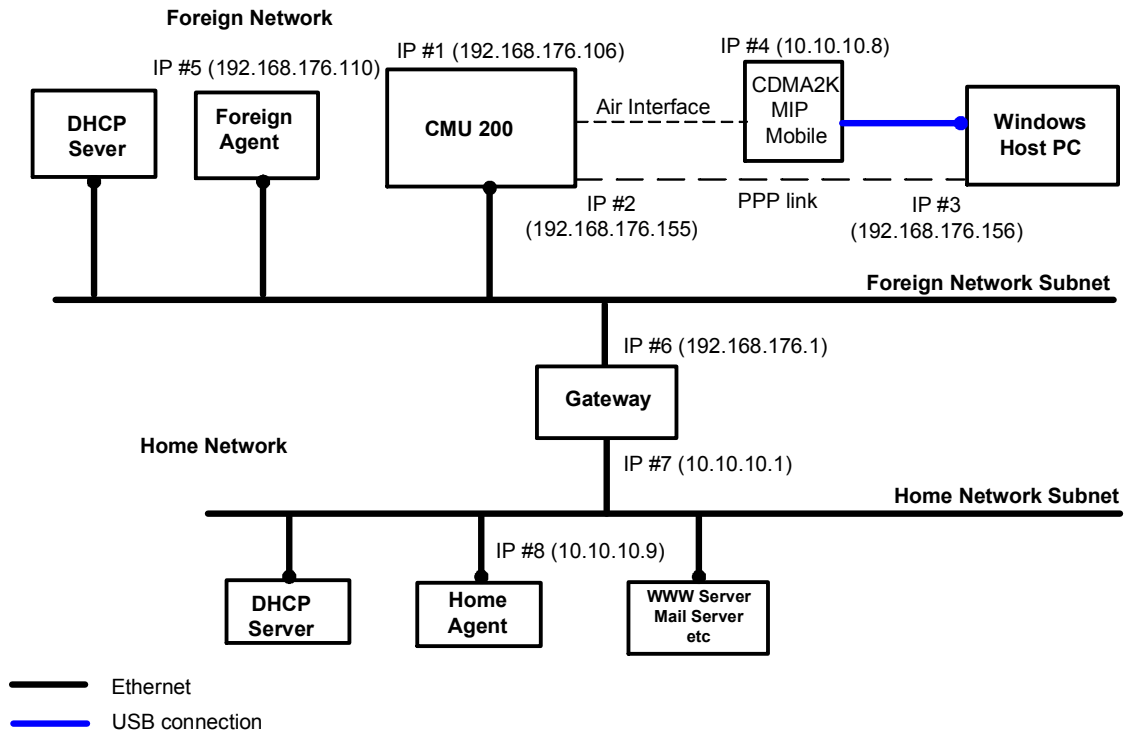 Foreign Network
IP #1 (192.168.176.106)
IP #4 (10.10.10.8)
IP #5 (192.168.176.110)
DHCP
Sever
Foreign
Agent
CMU 200
Air Interface
CDMA2K
MIP
Mobile
Windows
Host PC
IP #2
(192.168.176.155)
PPP link
IP #3
(192.168.176.156)
Foreign Network Subnet
IP #6 (192.168.176.1)
Gateway
Home Network
IP #7 (10.10.10.1)
Home Network Subnet
IP #8 (10.10.10.9)
DHCP
Server
Home
Agent
WWW Server
Mail Server
etc
Ethernet
USB connection